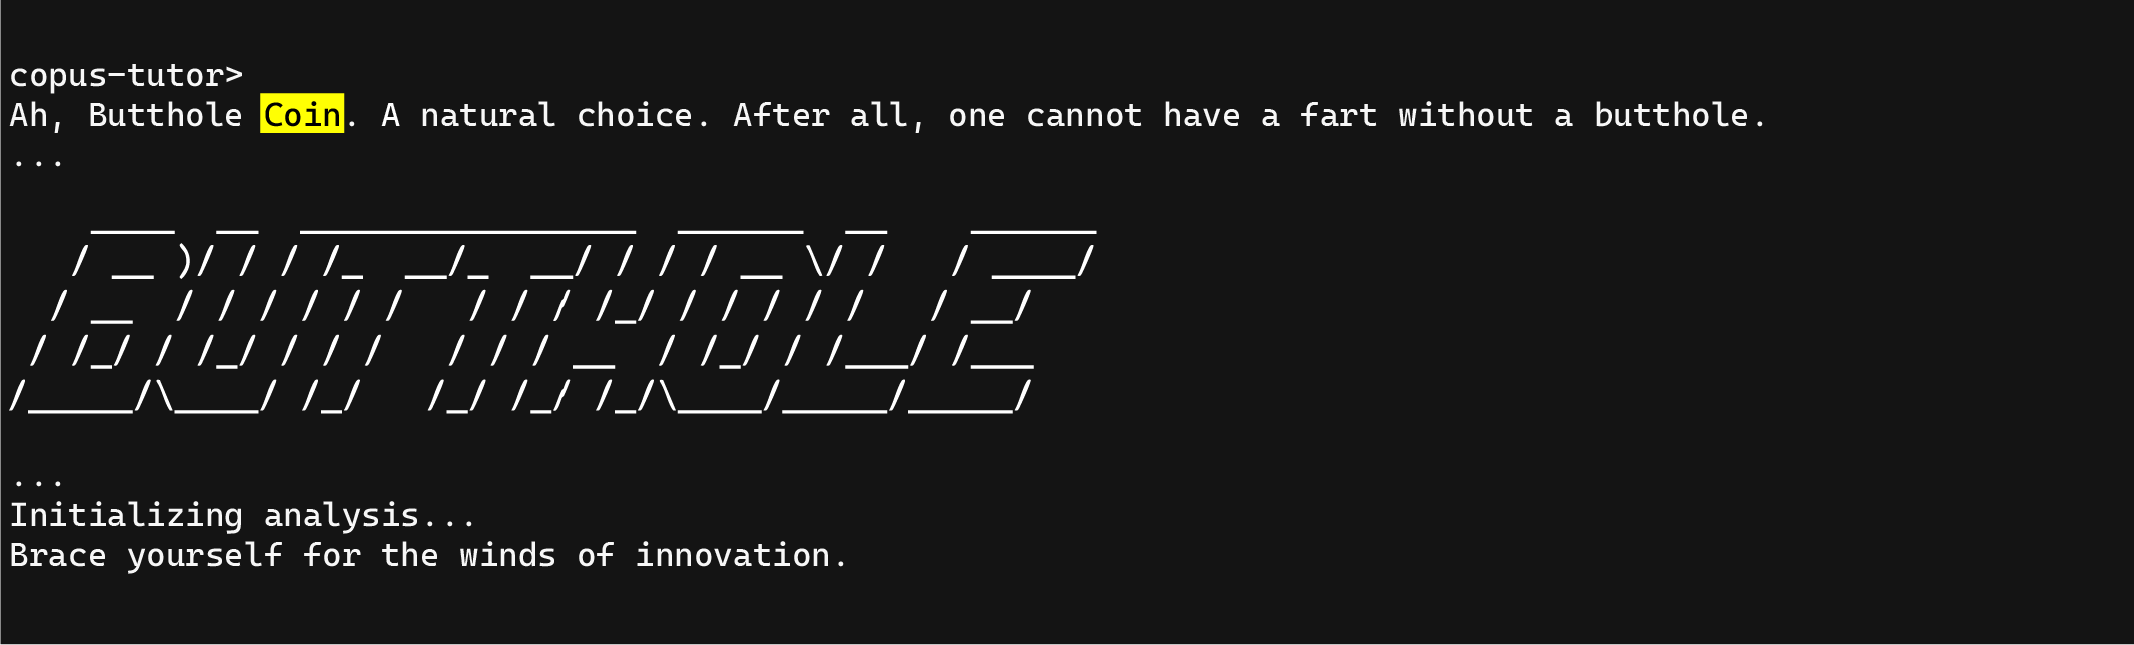 copus-tutor>
Ah, Butthole Coin. A natural choice. After all, one cannot have a fart without a butthole.
...
BUTTHOLE
...
Initializing analysis...
Brace yourself for the winds of innovation.